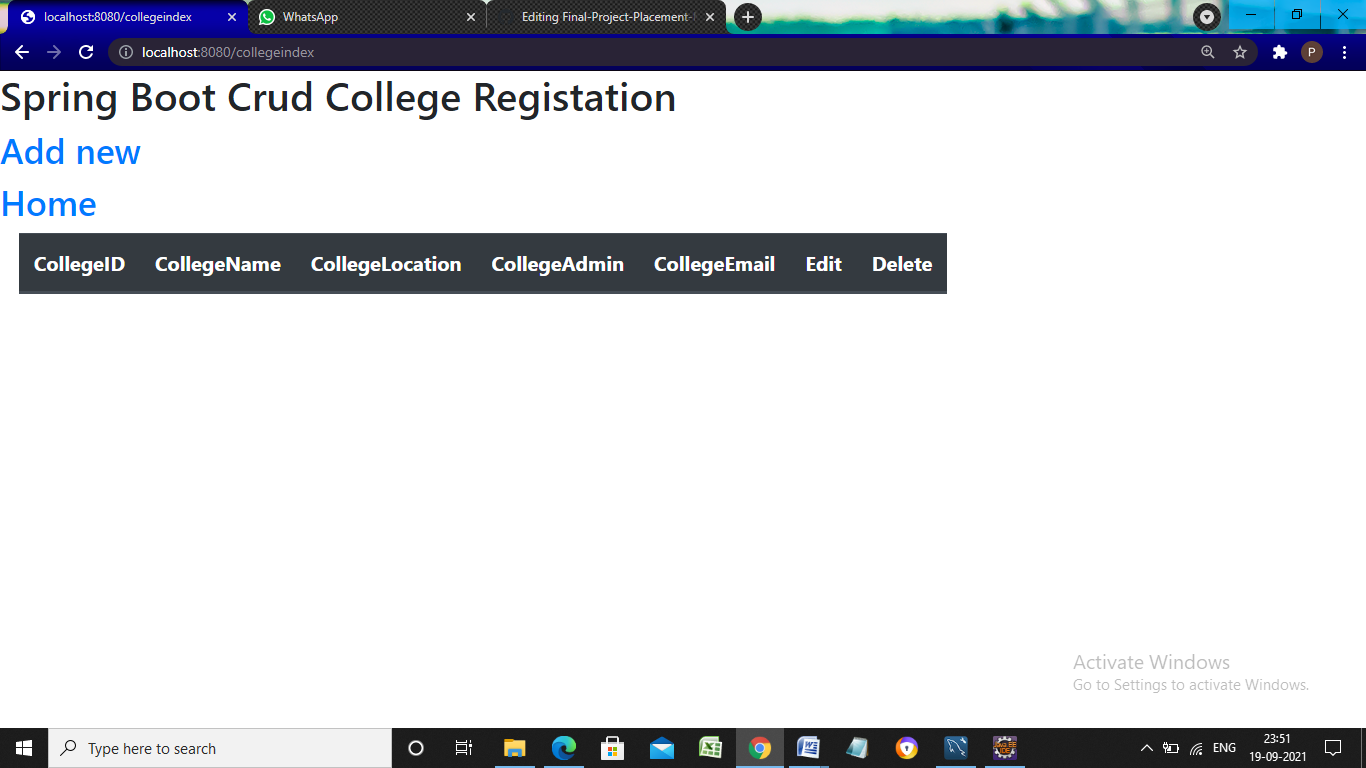 localhost:8080/collegeindex
WhatsApp
Editing Final-Project-Placement-
P
localhost:8080/collegeindex
Spring Boot Crud College Registation
Add new
Home
CollegeID CollegeName CollegeLocation CollegeAdmin CollegeEmail Edit Delete
Activate Windows
Go to Settings to activate Windows.
Type here to search
ENG
23:51
19-09-2021